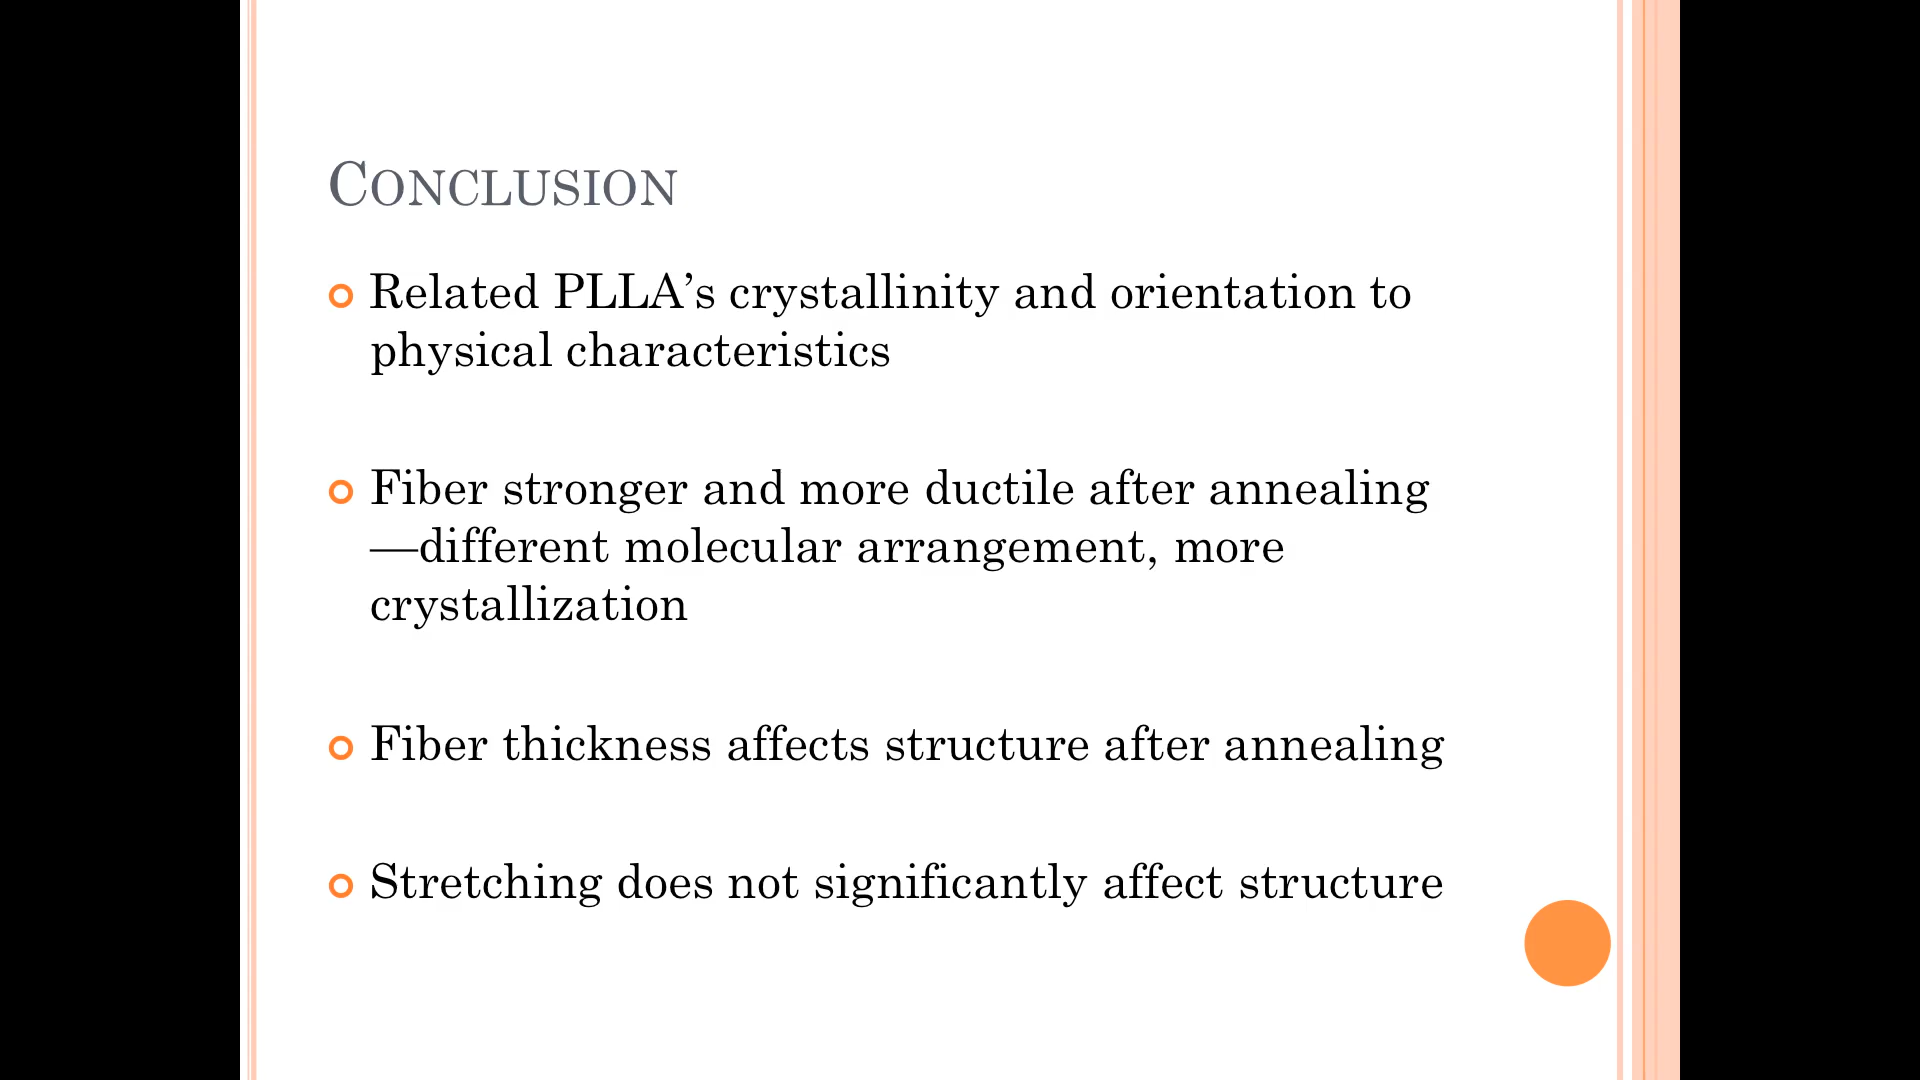 CONCLUSION
Related PLLA’s crystallinity and orientation to
physical characteristics
Fiber stronger and more ductile after annealing
—different molecular arrangement, more
crystallization
Fiber thickness affects structure after annealing
Stretching does not significantly affect structure